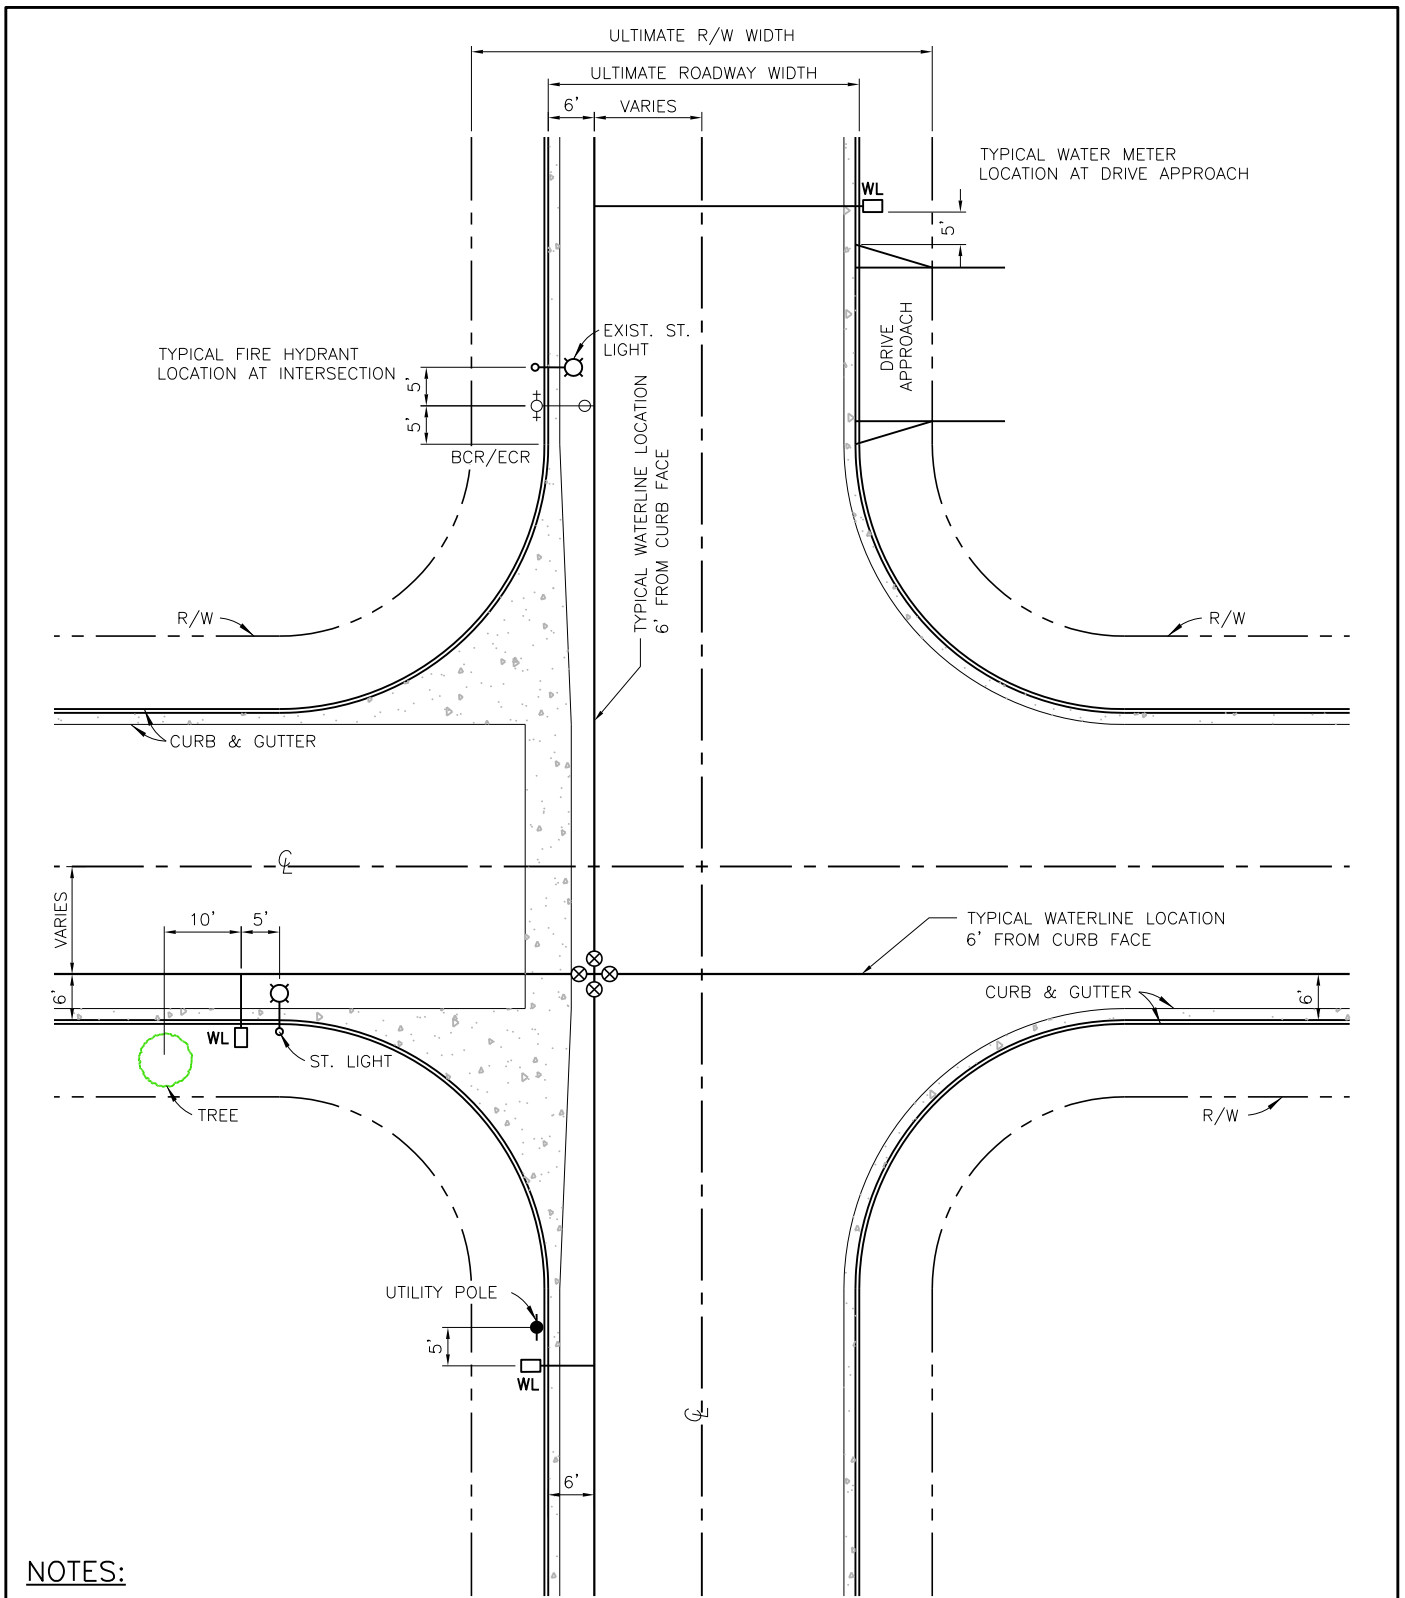 ULTIMATE R/W WIDTH
ULTIMATE ROADWAY WIDTH
6'
VARIES
TYPICAL WATER METER
LOCATION AT DRIVE APPROACH
WL
5'
DRIVE
APPROACH
EXIST. ST.
LIGHT
TYPICAL FIRE HYDRANT
LOCATION AT INTERSECTION
5'
5'
BCR/ECR
TYPICAL WATERLINE LOCATION
6' FROM CURB FACE
R/W
R/W
CURB & GUTTER
CL
VARIES
10'
5'
TYPICAL WATERLINE LOCATION
6' FROM CURB FACE
6'
CURB & GUTTER
6'
WL
ST. LIGHT
TREE
R/W
UTILITY POLE
5'
WL
CL
6'
NOTES: